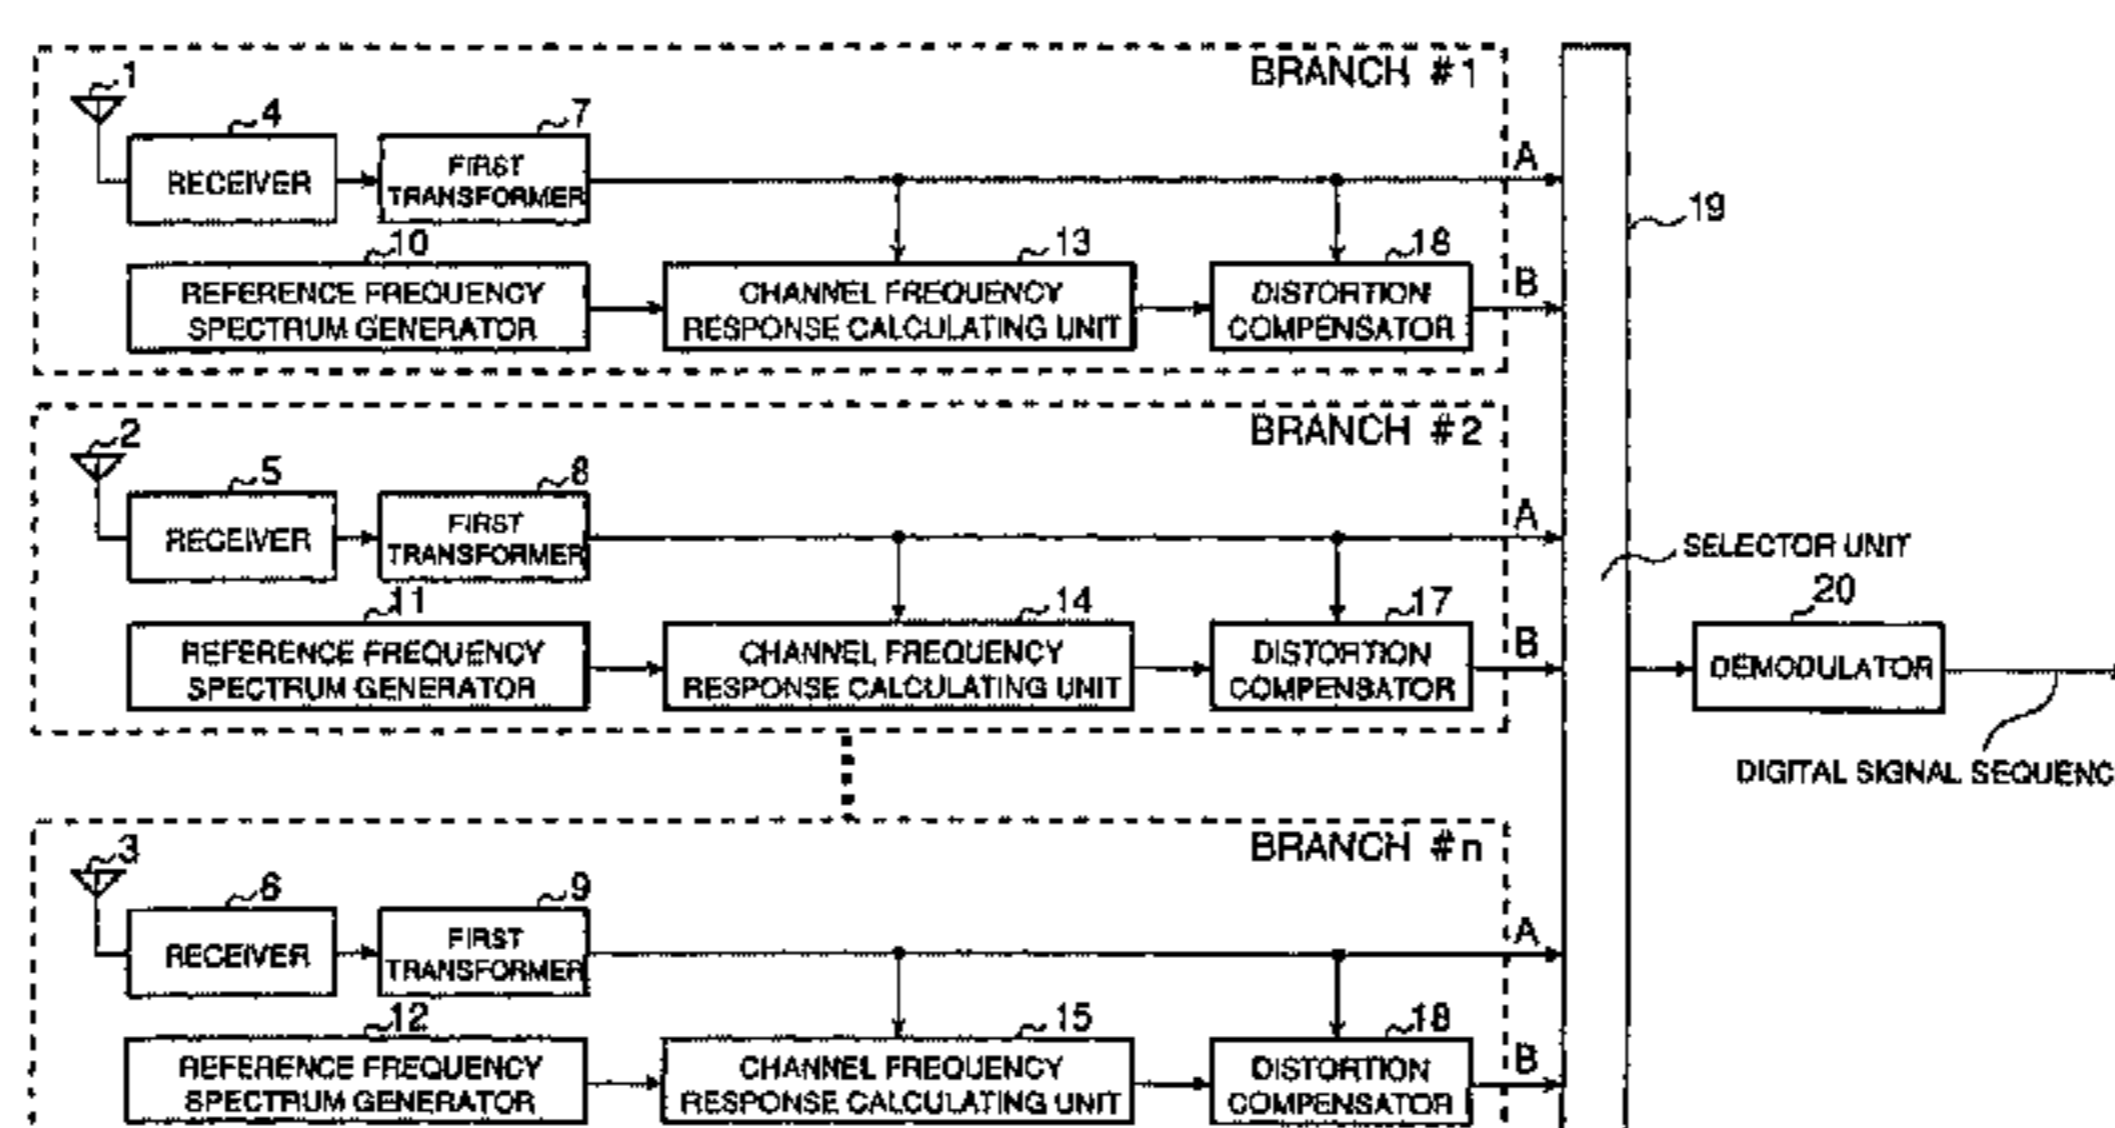 BRANCH #1
1
4
7
RECEIVER
FIRST
TRANSFORMER
A
19
10
13
18
REFERENCE FREQUENCY
SPECTRUM GENERATOR
CHANNEL FREQUENCY
RESPONSE CALCULATING UNIT
DISTORTION
COMPENSATOR
B
BRANCH #2
2
5
8
RECEIVER
FIRST
TRANSFORMER
A
SELECTOR UNIT
11
14
17
20
REFERENCE FREQUENCY
SPECTRUM GENERATOR
CHANNEL FREQUENCY
RESPONSE CALCULATING UNIT
DISTORTION
COMPENSATOR
B
DEMODULATOR
DIGITAL SIGNAL SEQUENC
BRANCH #n
3
6
9
RECEIVER
FIRST
TRANSFORMER
A
12
15
18
REFERENCE FREQUENCY
SPECTRUM GENERATOR
CHANNEL FREQUENCY
RESPONSE CALCULATING UNIT
DISTORTION
COMPENSATOR
B